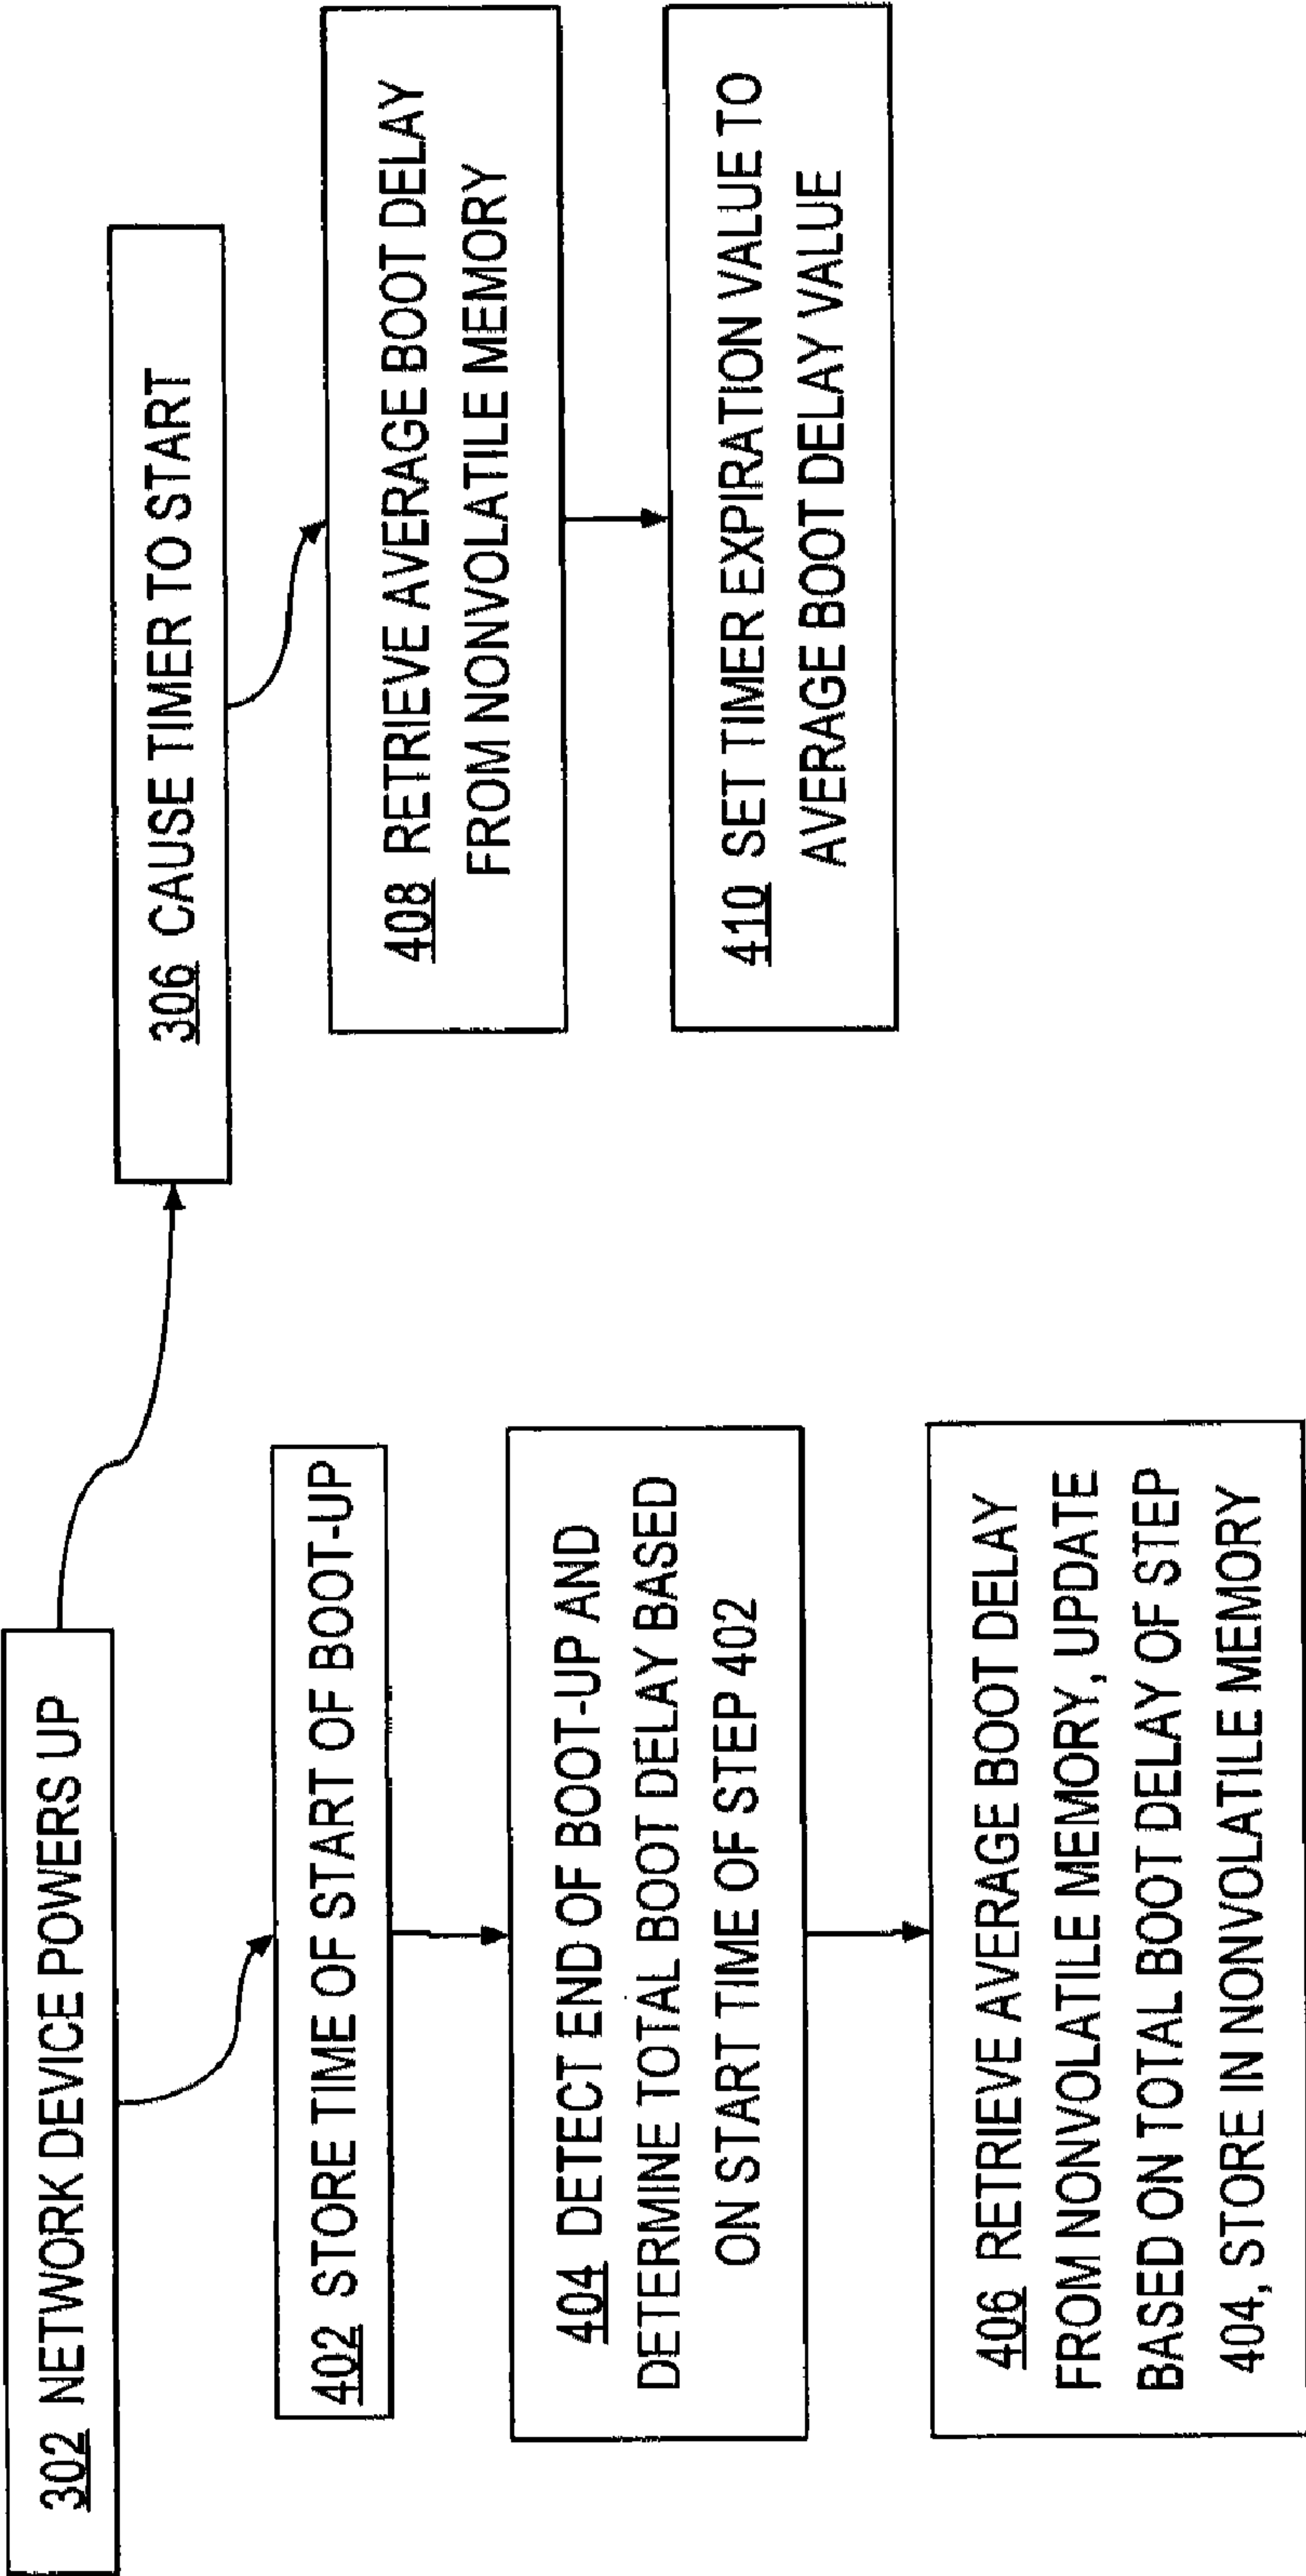 302 NETWORK DEVICE POWERS UP
306 CAUSE TIMER TO START
402 STORE TIME OF START OF BOOT-UP
404 DETECT END OF BOOT-UP AND
DETERMINE TOTAL BOOT DELAY BASED
ON START TIME OF STEP 402
406 RETRIEVE AVERAGE BOOT DELAY
FROM NONVOLATILE MEMORY, UPDATE
BASED ON TOTAL BOOT DELAY OF STEP
404, STORE IN NONVOLATILE MEMORY
408 RETRIEVE AVERAGE BOOT DELAY
FROM NONVOLATILE MEMORY
410 SET TIMER EXPIRATION VALUE TO
AVERAGE BOOT DELAY VALUE